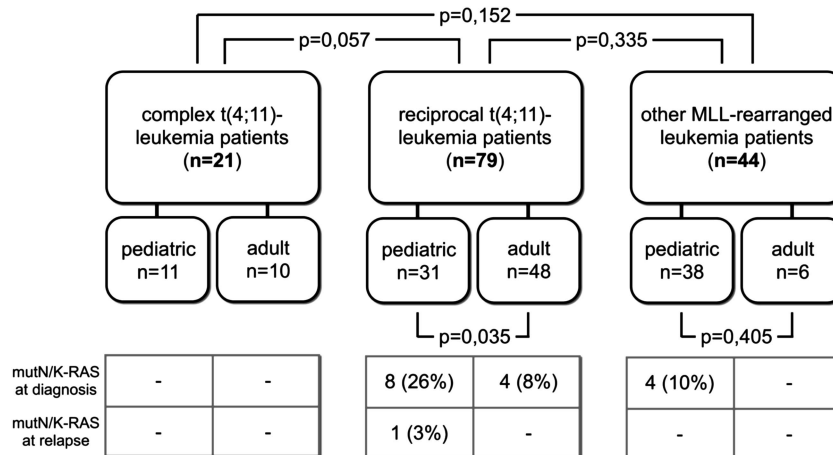 p=0,152
p=0,057
p=0,335
complex t(4;11)-
leukemia patients
(n=21)
reciprocal t(4;11)-
leukemia patients
(n=79)
other MLL-rearranged
leukemia patients
(n=44)
pediatric
n=11
adult
n=10
pediatric
n=31
adult
n=48
pediatric
n=38
adult
n=6
p=0,035
p=0,405
mutN/K-RAS
at diagnosis
- - 8 (26%) 4 (8%) 4 (10%) -
mutN/K-RAS
at relapse
- - 1 (3%) - - -